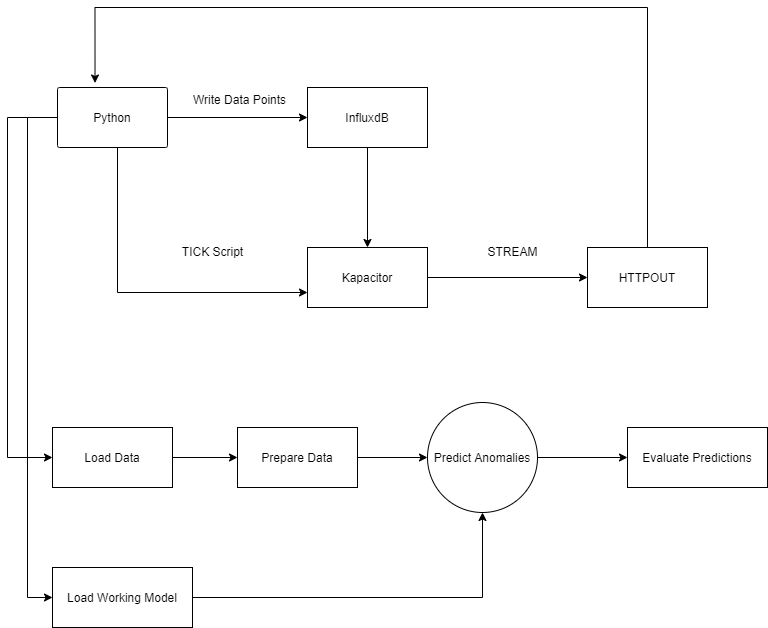 Write Data Points
Python
InfluxdB
TICK Script
STREAM
Kapacitor
HTTPOUT
Load Data
Prepare Data
Predict Anomalies
Evaluate Predictions
Load Working Model